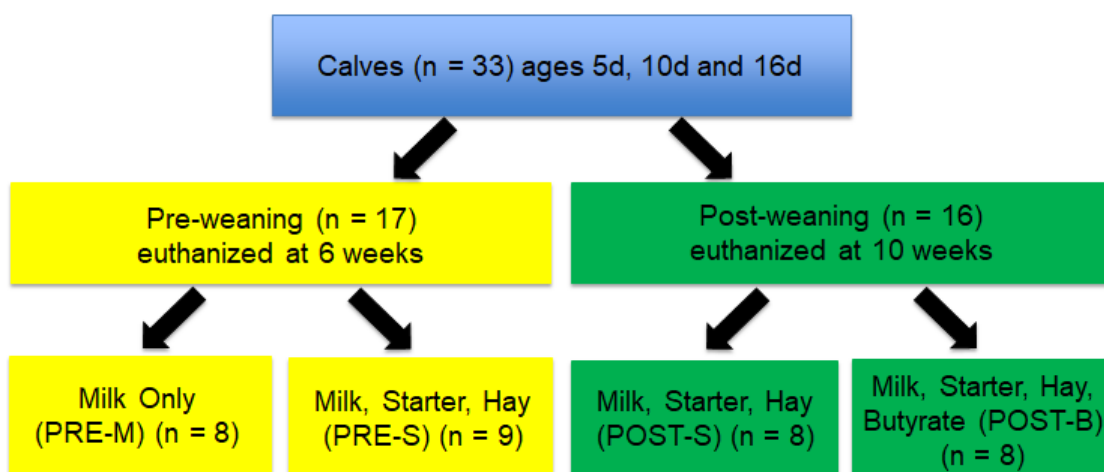 Calves (n = 33) ages 5d, 10d and 16d
Pre-weaning (n = 17)
euthanized at 6 weeks
Post-weaning (n = 16)
euthanized at 10 weeks
Milk Only
(PRE-M) (n = 8)
Milk, Starter, Hay
(PRE-S) (n = 9)
Milk, Starter, Hay
(POST-S) (n = 8)
Milk, Starter, Hay,
Butyrate (POST-B)
(n = 8)